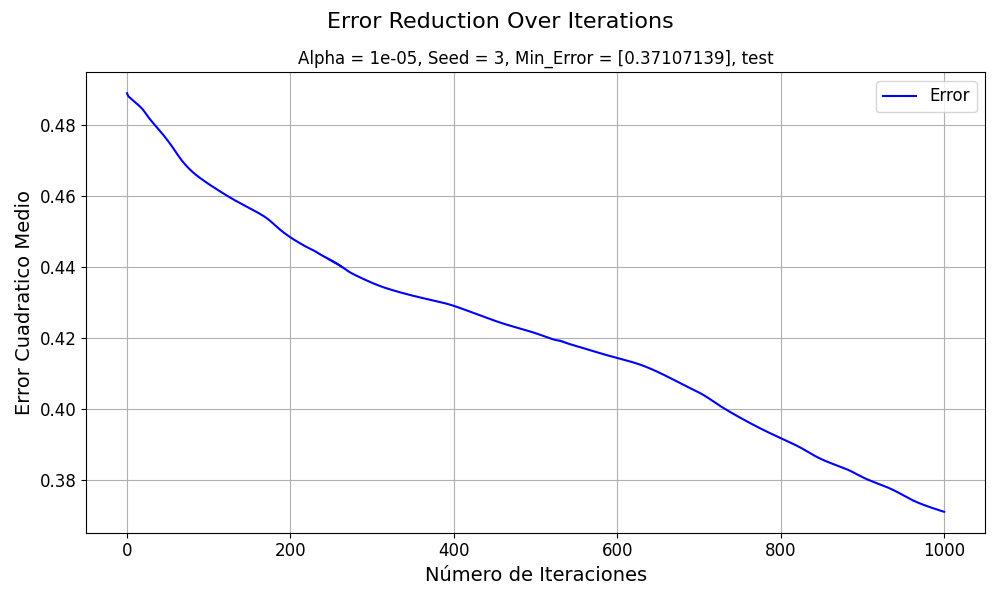 Error Reduction Over Iterations
Alpha = 1e-05, Seed = 3, Min_Error = [0.37107139], test
Error
0.48
0.46
0.44
0.42
0.40
0.38
Error Cuadratico Medio
0 200 400 600 800 1000
Número de Iteraciones